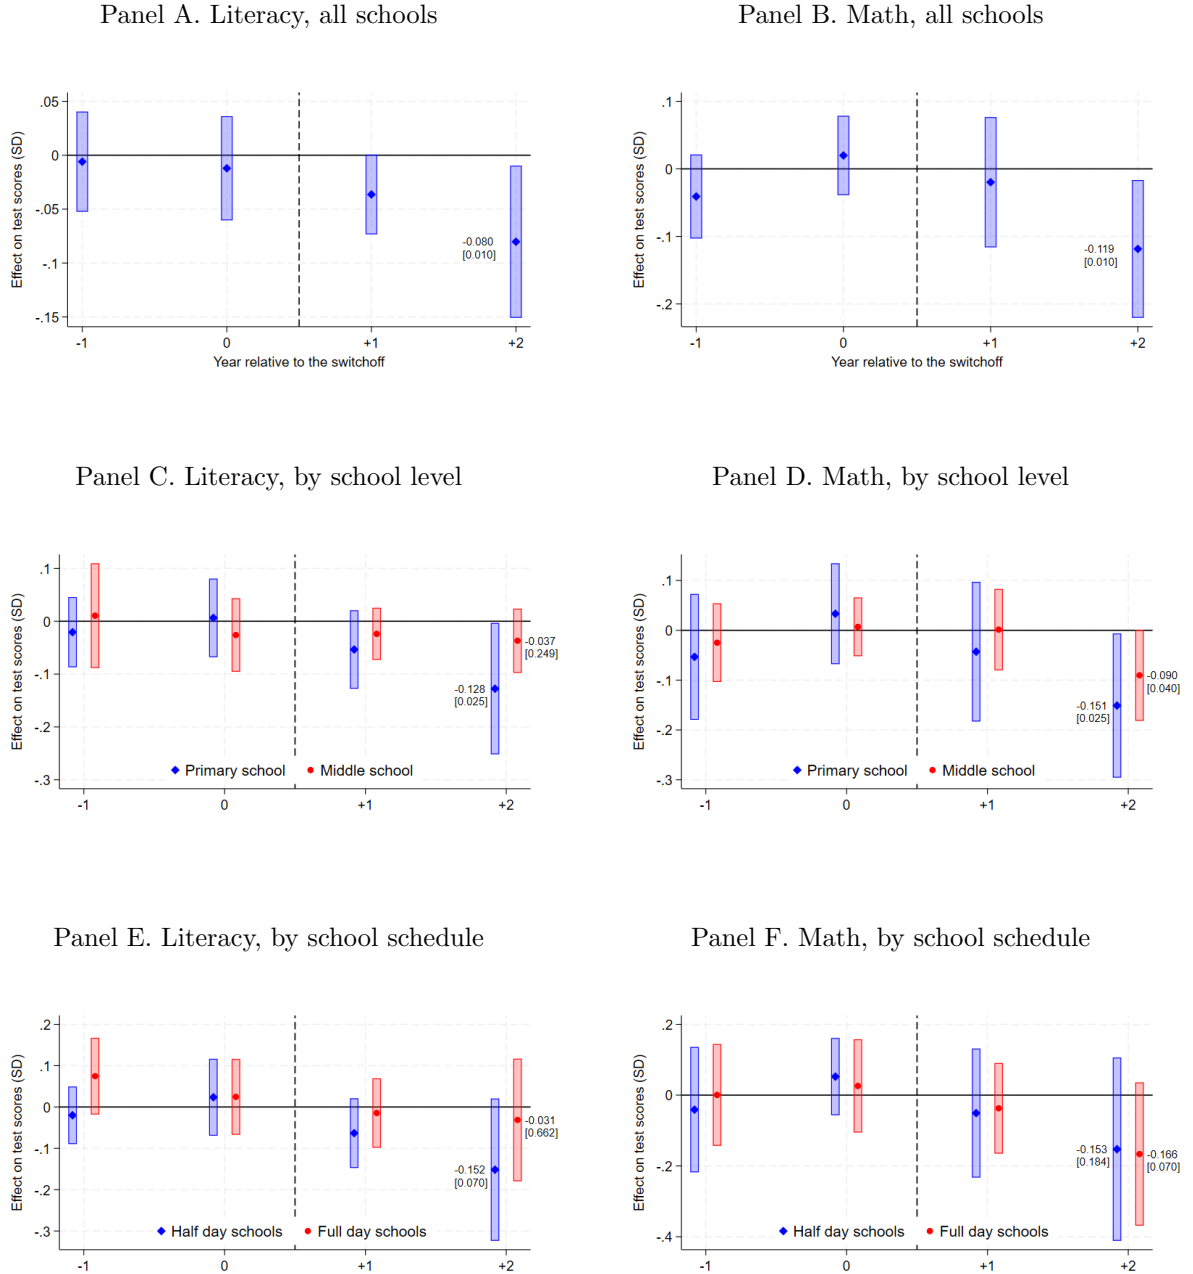 Panel A. Literacy, all schools
Effect on test scores (SD)
.05
0
-.05
-.1
-.15
-0.080
[0.010]
-1 0 +1 +2
Year relative to the switchoff
Panel B. Math, all schools
Effect on test scores (SD)
.1
0
-.1
-.2
-0.119
[0.010]
-1 0 +1 +2
Year relative to the switchoff
Panel C. Literacy, by school level
Effect on test scores (SD)
.1
0
-.1
-.2
-.3
-0.037
[0.249]
-0.128
[0.025]
Primary school Middle school
-1 0 +1 +2
Panel D. Math, by school level
Effect on test scores (SD)
.1
0
-.1
-.2
-.3
-0.090
[0.040]
-0.151
[0.025]
Primary school Middle school
-1 0 +1 +2
Panel E. Literacy, by school schedule
Effect on test scores (SD)
.2
.1
0
-.1
-.2
-.3
-0.031
[0.662]
-0.152
[0.070]
Half day schools Full day schools
-1 0 +1 +2
Panel F. Math, by school schedule
Effect on test scores (SD)
.2
0
-.2
-.4
-0.153
[0.184]
-0.166
[0.070]
Half day schools Full day schools
-1 0 +1 +2